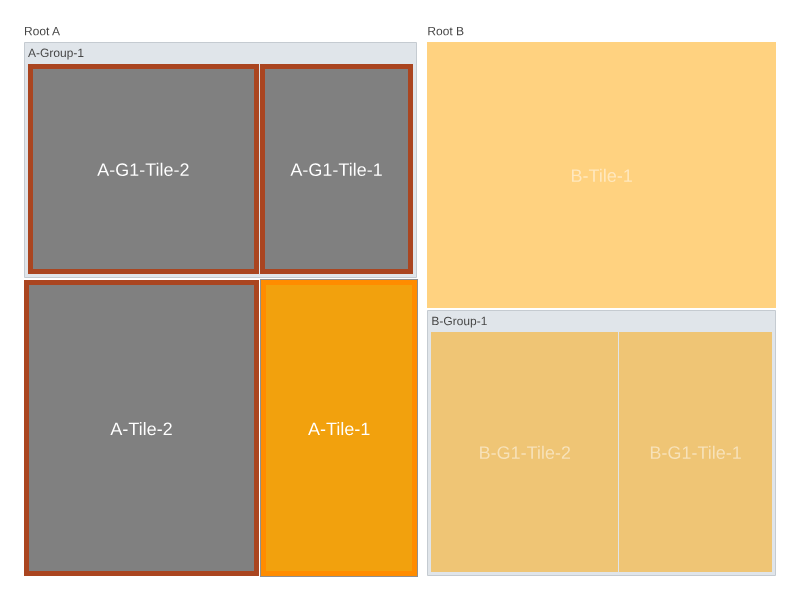 Root A
A-Group-1
A-G1-Tile-2
A-G1-Tile-1
A-Tile-2
A-Tile-1
Root B
B-Tile-1
B-Group-1
B-G1-Tile-2
B-G1-Tile-1